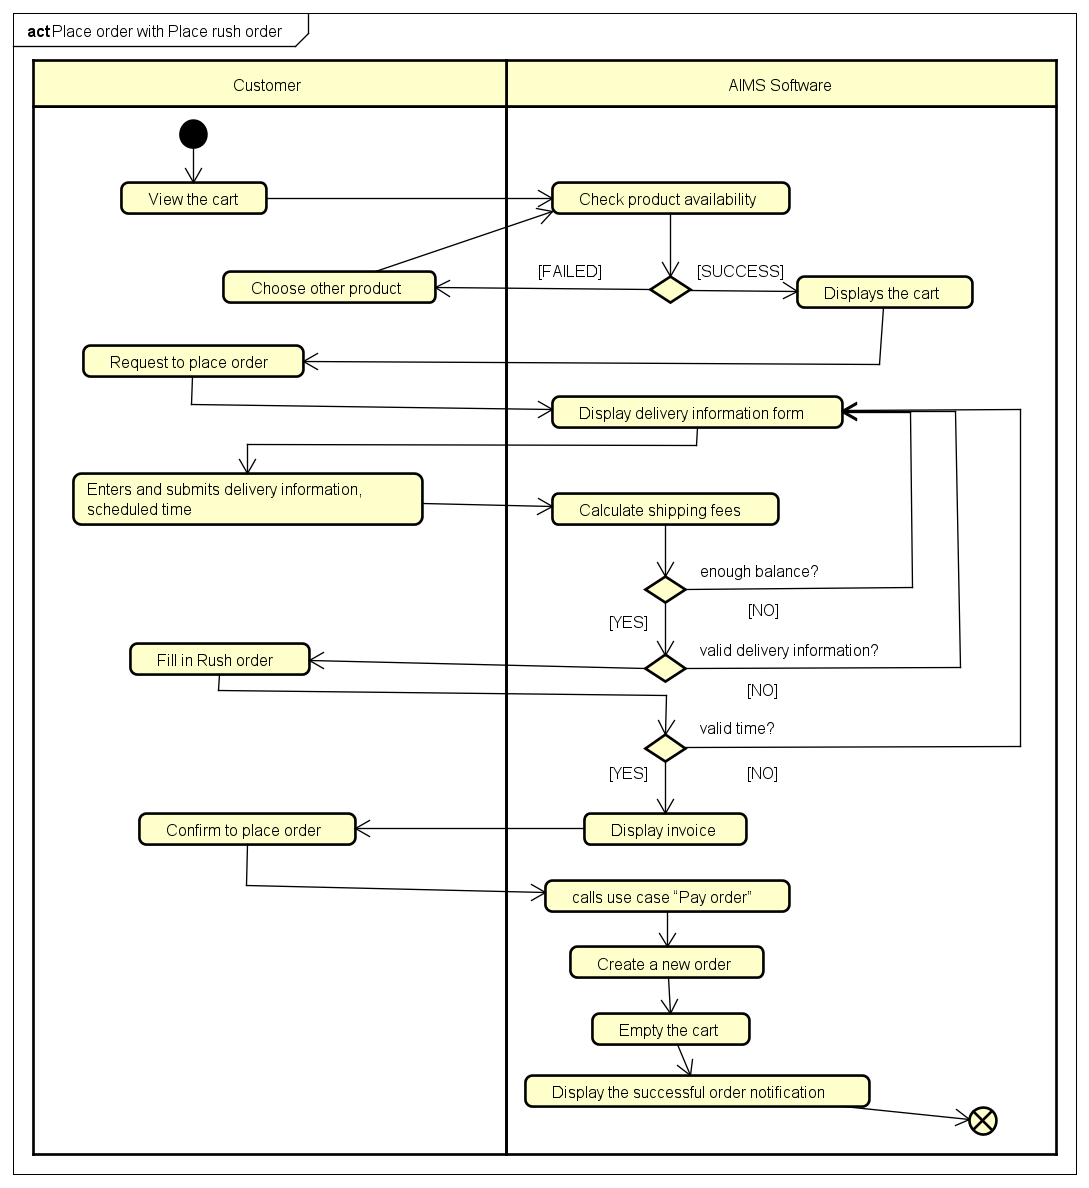 act Place order with Place rush order
Customer
AIMS Software
View the cart
Check product availability
[FAILED]
[SUCCESS]
Choose other product
Displays the cart
Request to place order
Display delivery information form
Enters and submits delivery information,
scheduled time
Calculate shipping fees
enough balance?
[NO]
[YES]
valid delivery information?
Fill in Rush order
[NO]
valid time?
[YES]
[NO]
Confirm to place order
Display invoice
calls use case “Pay order”
Create a new order
Empty the cart
Display the successful order notification